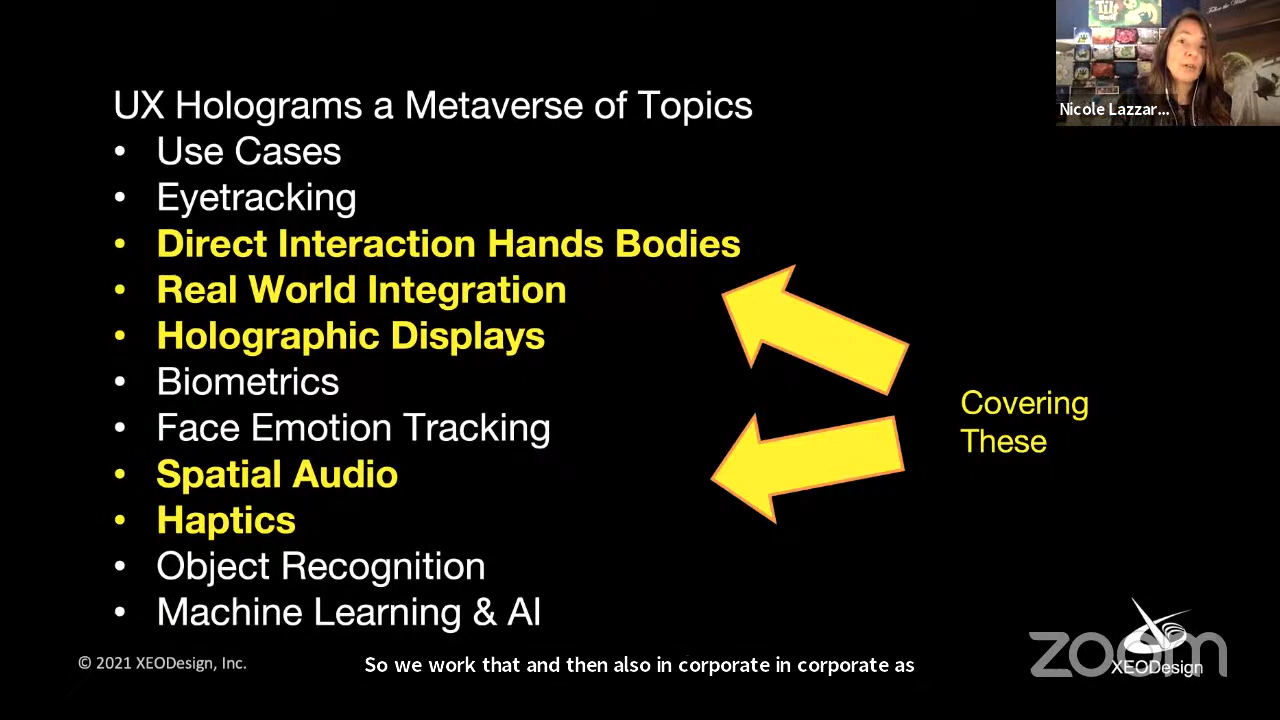 Nicole Lazzar...
UX Holograms a Metaverse of Topics
• Use Cases
• Eyetracking
• Direct Interaction Hands Bodies
• Real World Integration
• Holographic Displays
• Biometrics
• Face Emotion Tracking
• Spatial Audio
• Haptics
• Object Recognition
• Machine Learning & AI
Covering
These
© 2021 XEODesign, Inc.
So we work that and then also in corporate in corporate as
zoom
XEODesign